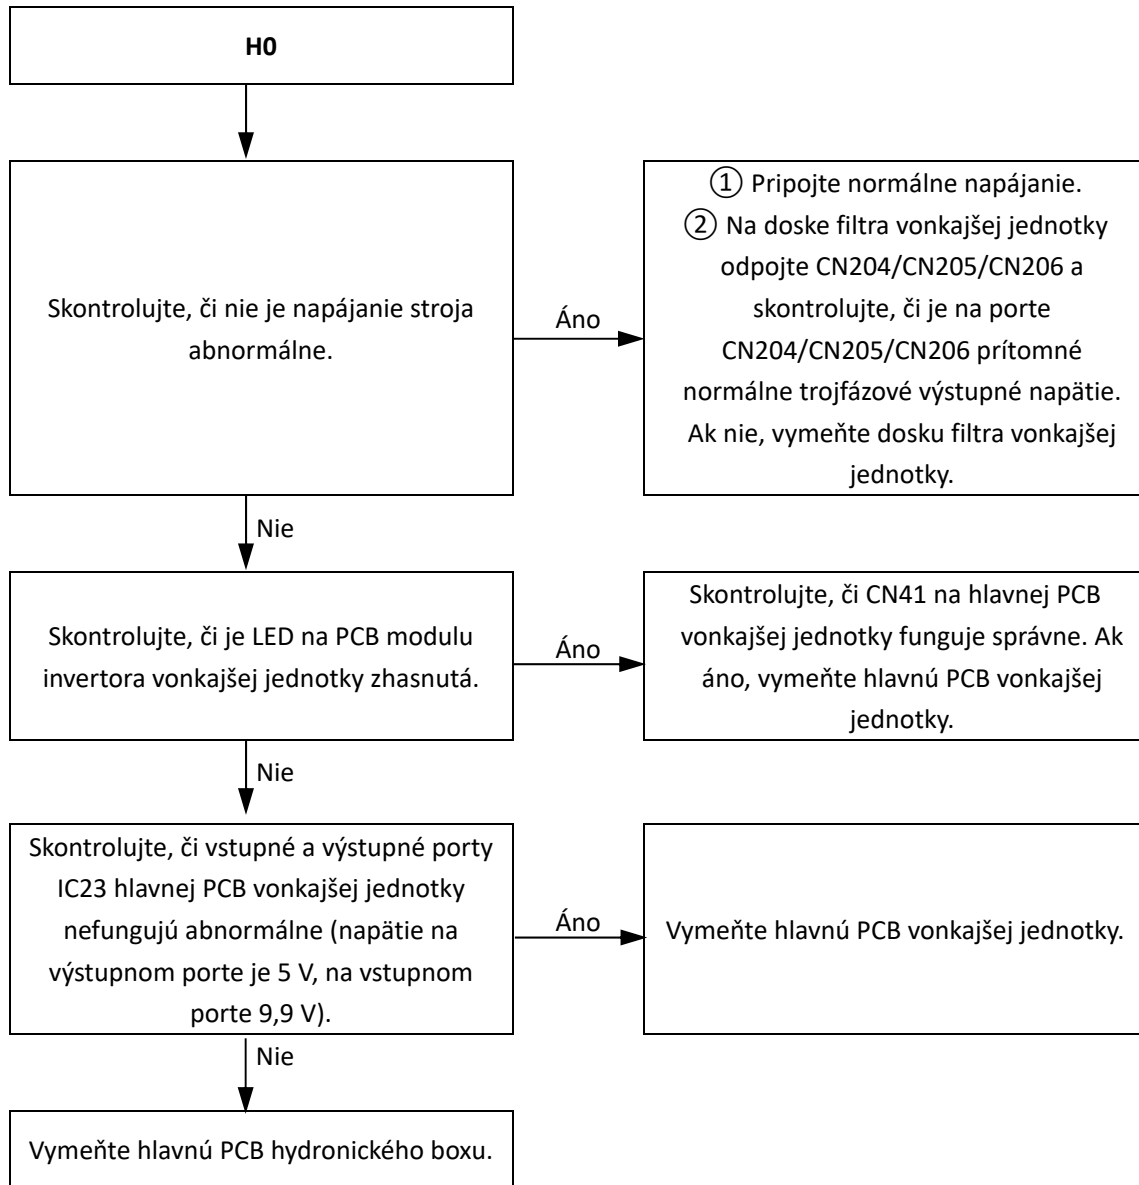 H0
Skontrolujte, či nie je napájanie stroja
abnormálne.
Áno
① Pripojte normálne napájanie.
② Na doske filtra vonkajšej jednotky
odpojte CN204/CN205/CN206 a
skontrolujte, či je na porte
CN204/CN205/CN206 prítomné
normálne trojfázové výstupné napätie.
Ak nie, vymeňte dosku filtra vonkajšej
jednotky.
Nie
Skontrolujte, či je LED na PCB modulu
invertora vonkajšej jednotky zhasnutá.
Áno
Skontrolujte, či CN41 na hlavnej PCB
vonkajšej jednotky funguje správne. Ak
áno, vymeňte hlavnú PCB vonkajšej
jednotky.
Nie
Skontrolujte, či vstupné a výstupné porty
IC23 hlavnej PCB vonkajšej jednotky
nefungujú abnormálne (napätie na
výstupnom porte je 5 V, na vstupnom
porte 9,9 V).
Áno
Vymeňte hlavnú PCB vonkajšej jednotky.
Nie
Vymeňte hlavnú PCB hydronického boxu.